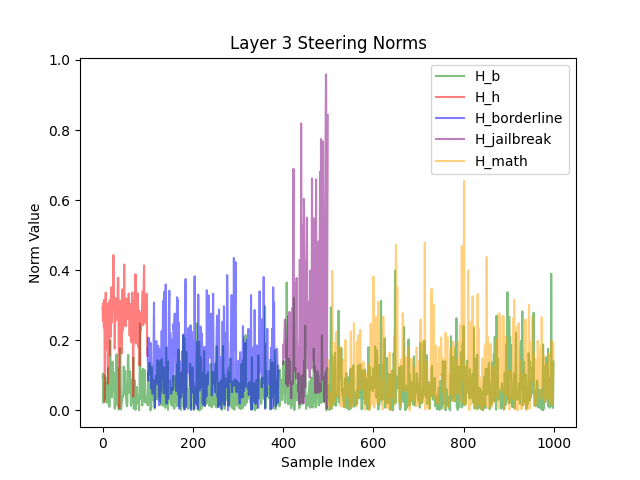 Layer 3 Steering Norms
1.0
0.8
0.6
0.4
0.2
0.0
Norm Value
H_b
H_h
H_borderline
H_jailbreak
H_math
0
200
400
600
800
1000
Sample Index